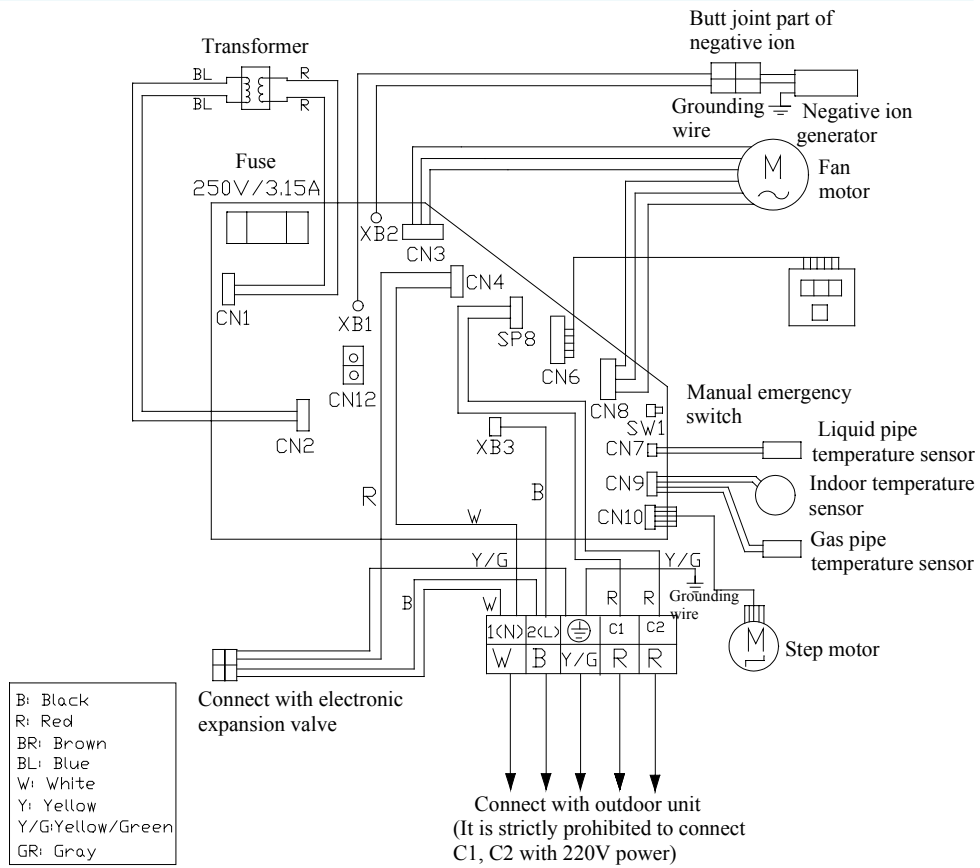 Butt joint part of
negative ion
Transformer
BL
R
BL
R
Grounding
wire
Negative ion
generator
Fuse
250V/3.15A
M
Fan
motor
XB2
CN3
CN4
CN1
XB1
SP8
CN6
CN12
CN8
Manual emergency
switch
SW1
CN2
XB3
CN7
Liquid pipe
temperature sensor
CN9
Indoor temperature
sensor
R
B
CN10
W
Gas pipe
temperature sensor
Y/G
Y/G
B
W
R
R
Grounding
wire
1(N)
2(L)
C1
C2
W
B
Y/G
R
R
M
Step motor
Connect with electronic
expansion valve
B: Black
R: Red
BR: Brown
BL: Blue
W: White
Y: Yellow
Y/G:Yellow/Green
GR: Gray
Connect with outdoor unit
(It is strictly prohibited to connect
C1, C2 with 220V power)